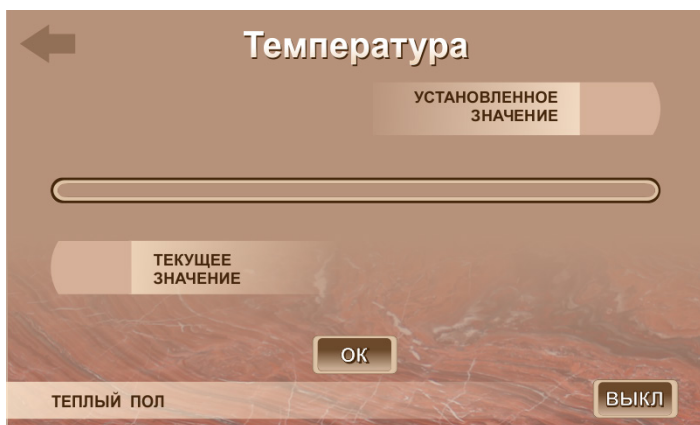 Температура
УСТАНОВЛЕННОЕ
ЗНАЧЕНИЕ
ТЕКУЩЕЕ
ЗНАЧЕНИЕ
ОК
ТЕПЛЫЙ ПОЛ
ВЫКЛ